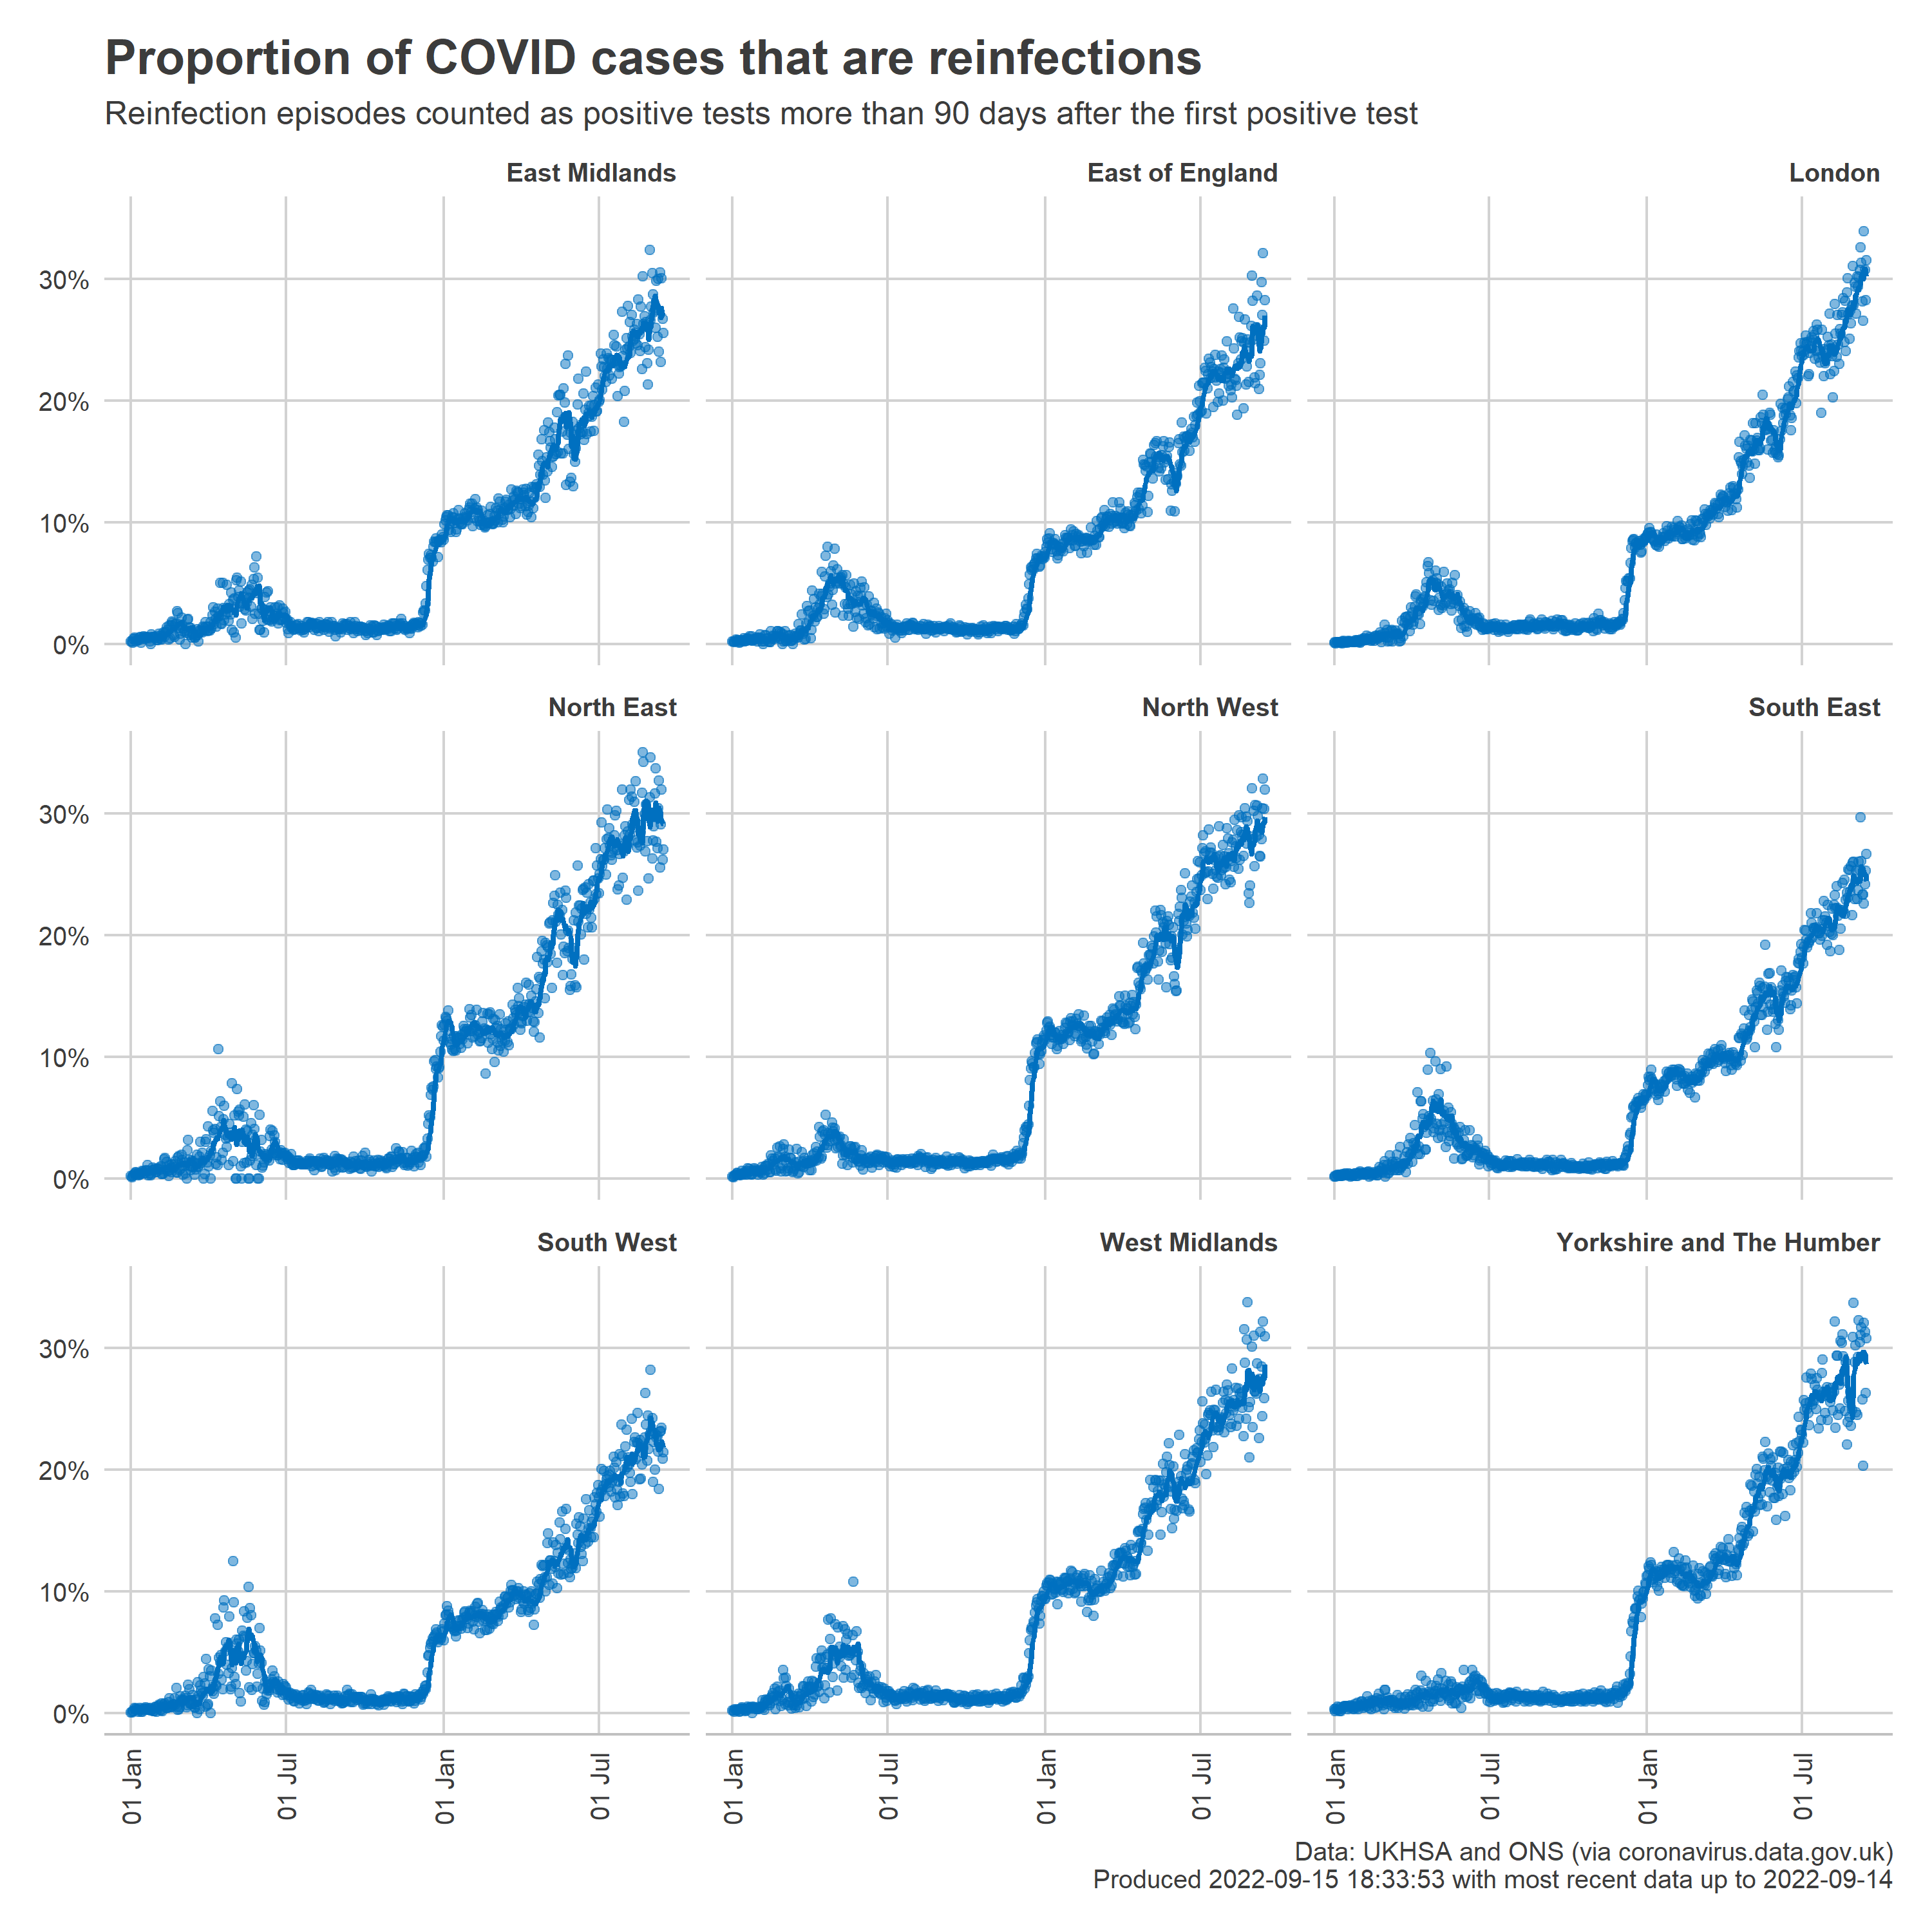 Proportion of COVID cases that are reinfections
Reinfection episodes counted as positive tests more than 90 days after the first positive test
East Midlands
East of England
London
30%
20%
10%
0%
North East
North West
South East
30%
20%
10%
0%
South West
West Midlands
Yorkshire and The Humber
30%
20%
10%
0%
01 Jan
01 Jul
01 Jan
01 Jul
01 Jan
01 Jul
01 Jan
01 Jul
01 Jan
01 Jul
01 Jan
01 Jul
Data: UKHSA and ONS (via coronavirus.data.gov.uk)
Produced 2022-09-15 18:33:53 with most recent data up to 2022-09-14